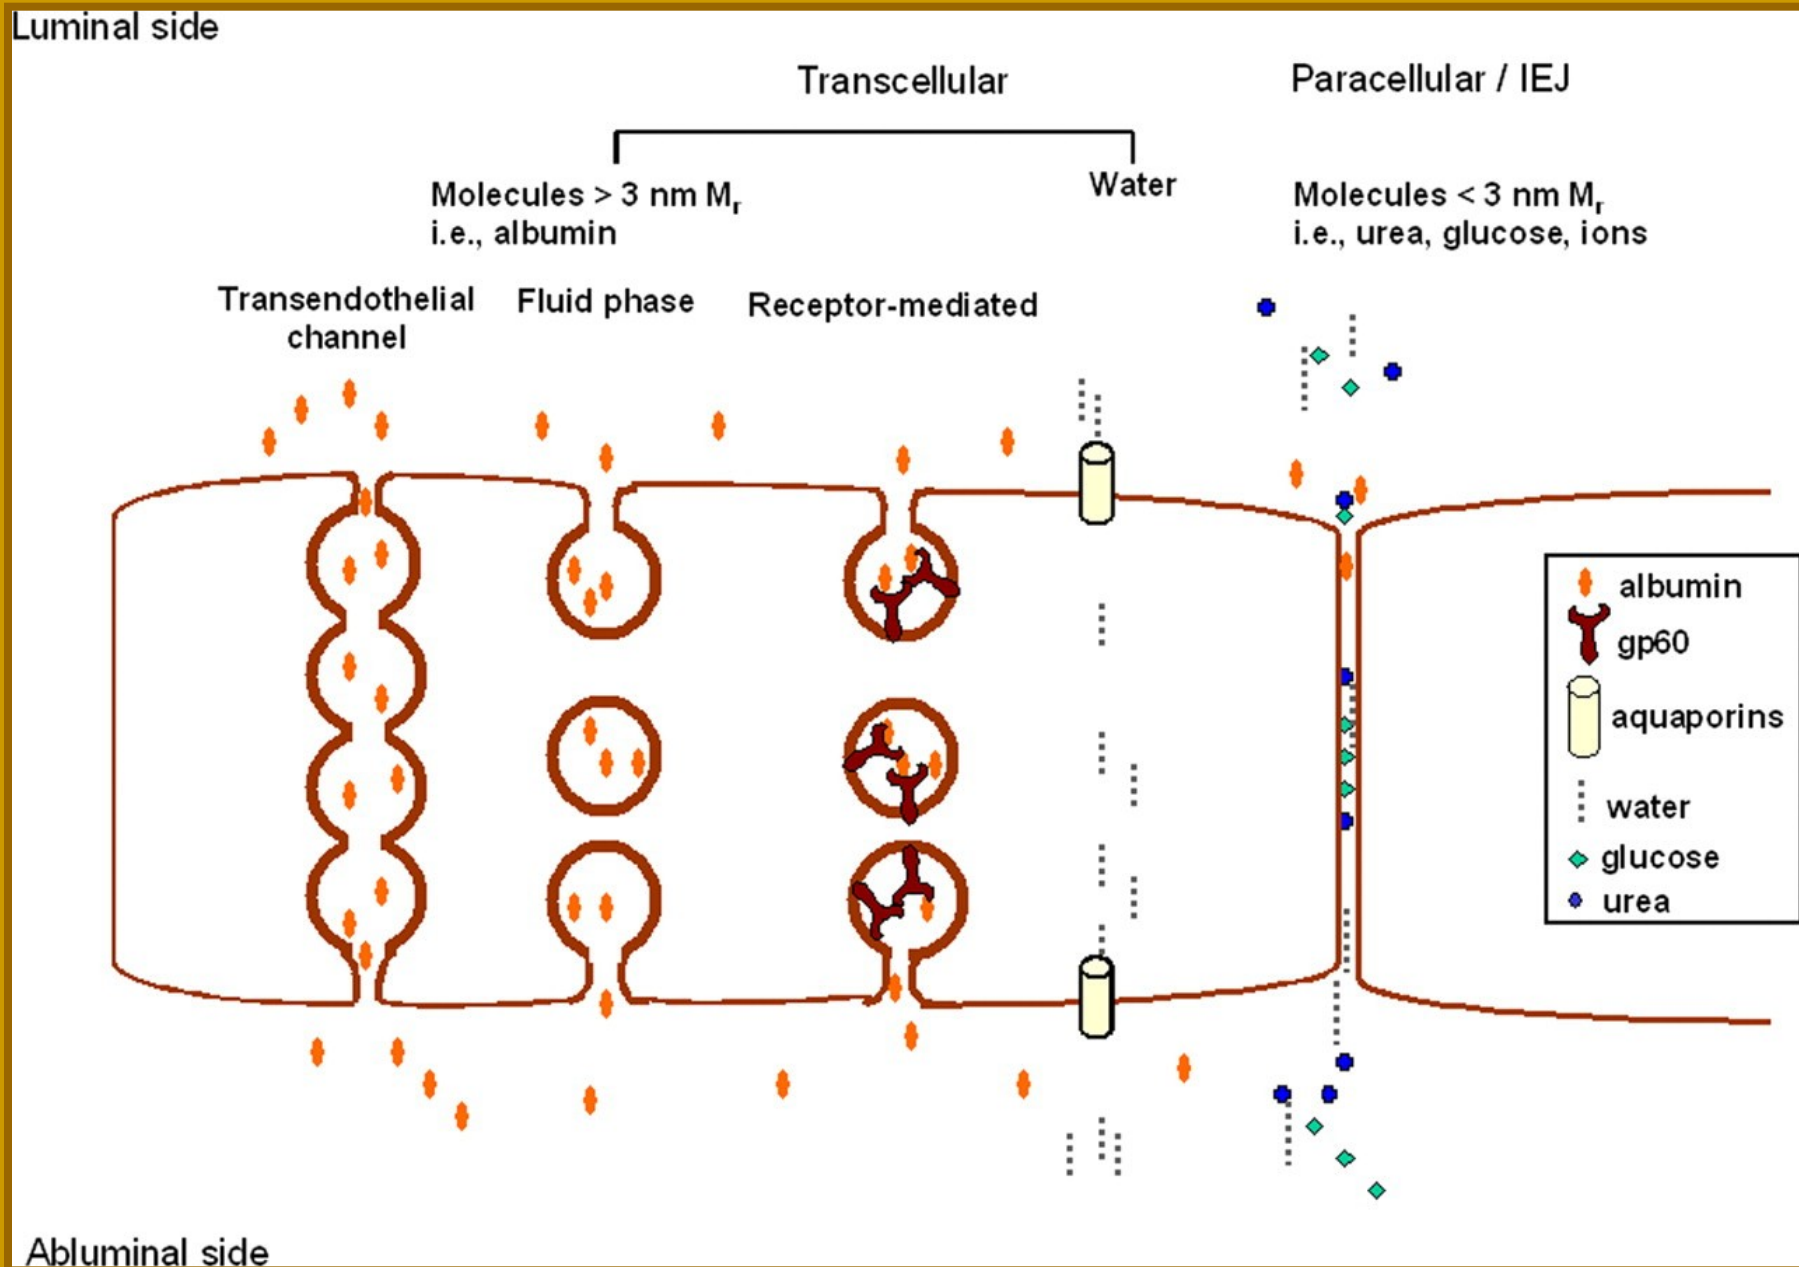 Luminal side
Transcellular
Paracellular / IEJ
Molecules > 3 nm Mr
i.e., albumin
Water
Molecules < 3 nm Mr
i.e., urea, glucose, ions
Transendothelial
channel
Fluid phase
Receptor-mediated
albumin
gp60
aquaporins
water
glucose
urea
Abluminal side